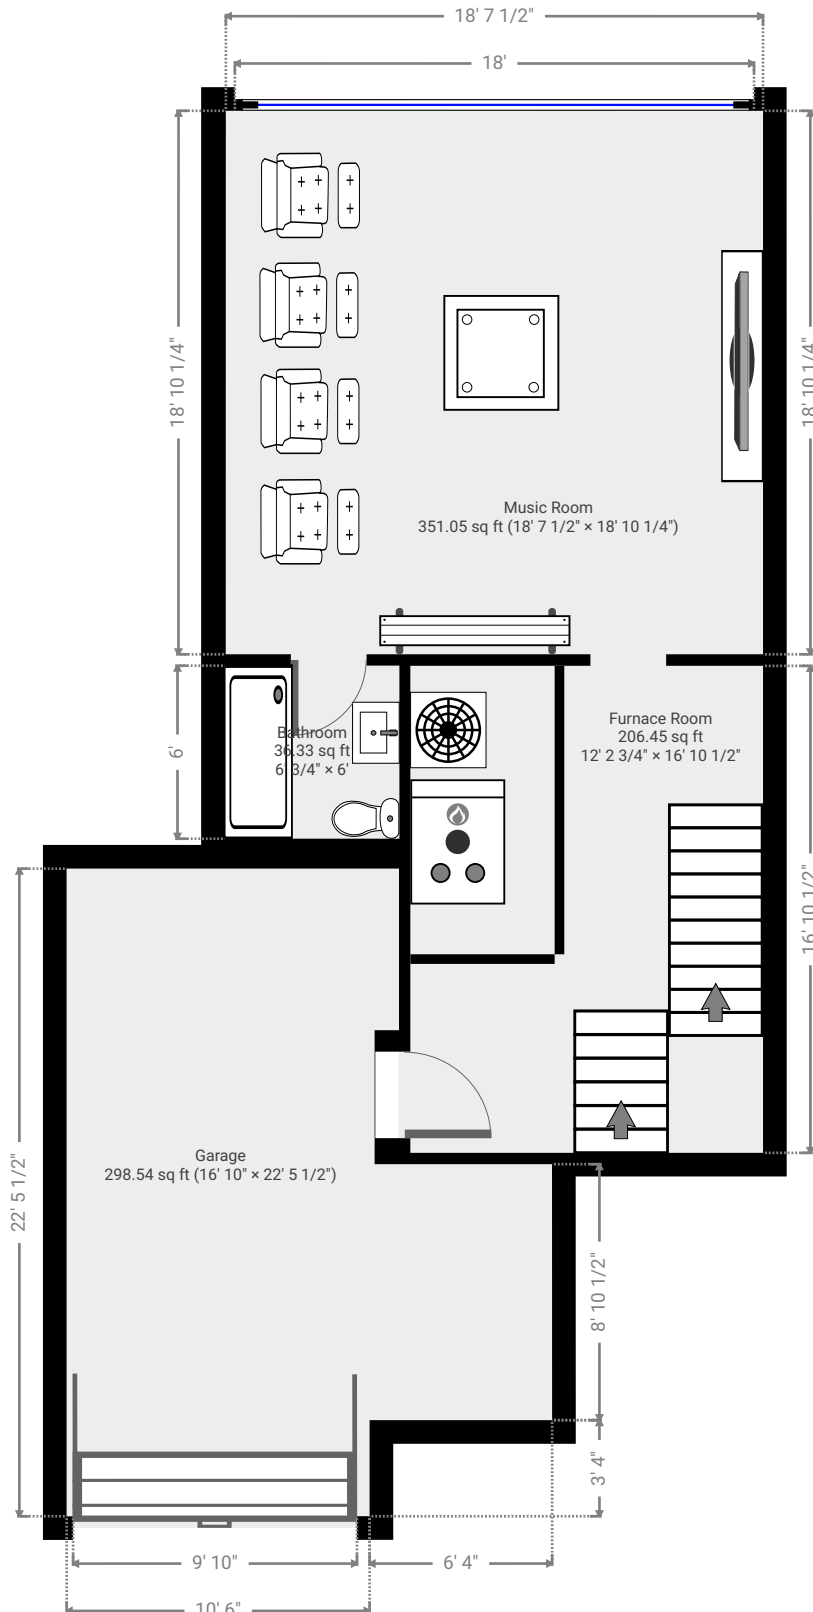 18' 7 1/2"
18'
18' 10 1/4"
18' 10 1/4"
Music Room
351.05 sq ft (18' 7 1/2" × 18' 10 1/4")
6'
Bathroom
36.33 sq ft
6' 3/4" × 6'
Furnace Room
206.45 sq ft
12' 2 3/4" × 16' 10 1/2"
16' 10 1/2"
22' 5 1/2"
Garage
298.54 sq ft (16' 10" × 22' 5 1/2")
8' 10 1/2"
3' 4"
9' 10"
6' 4"
10' 6"